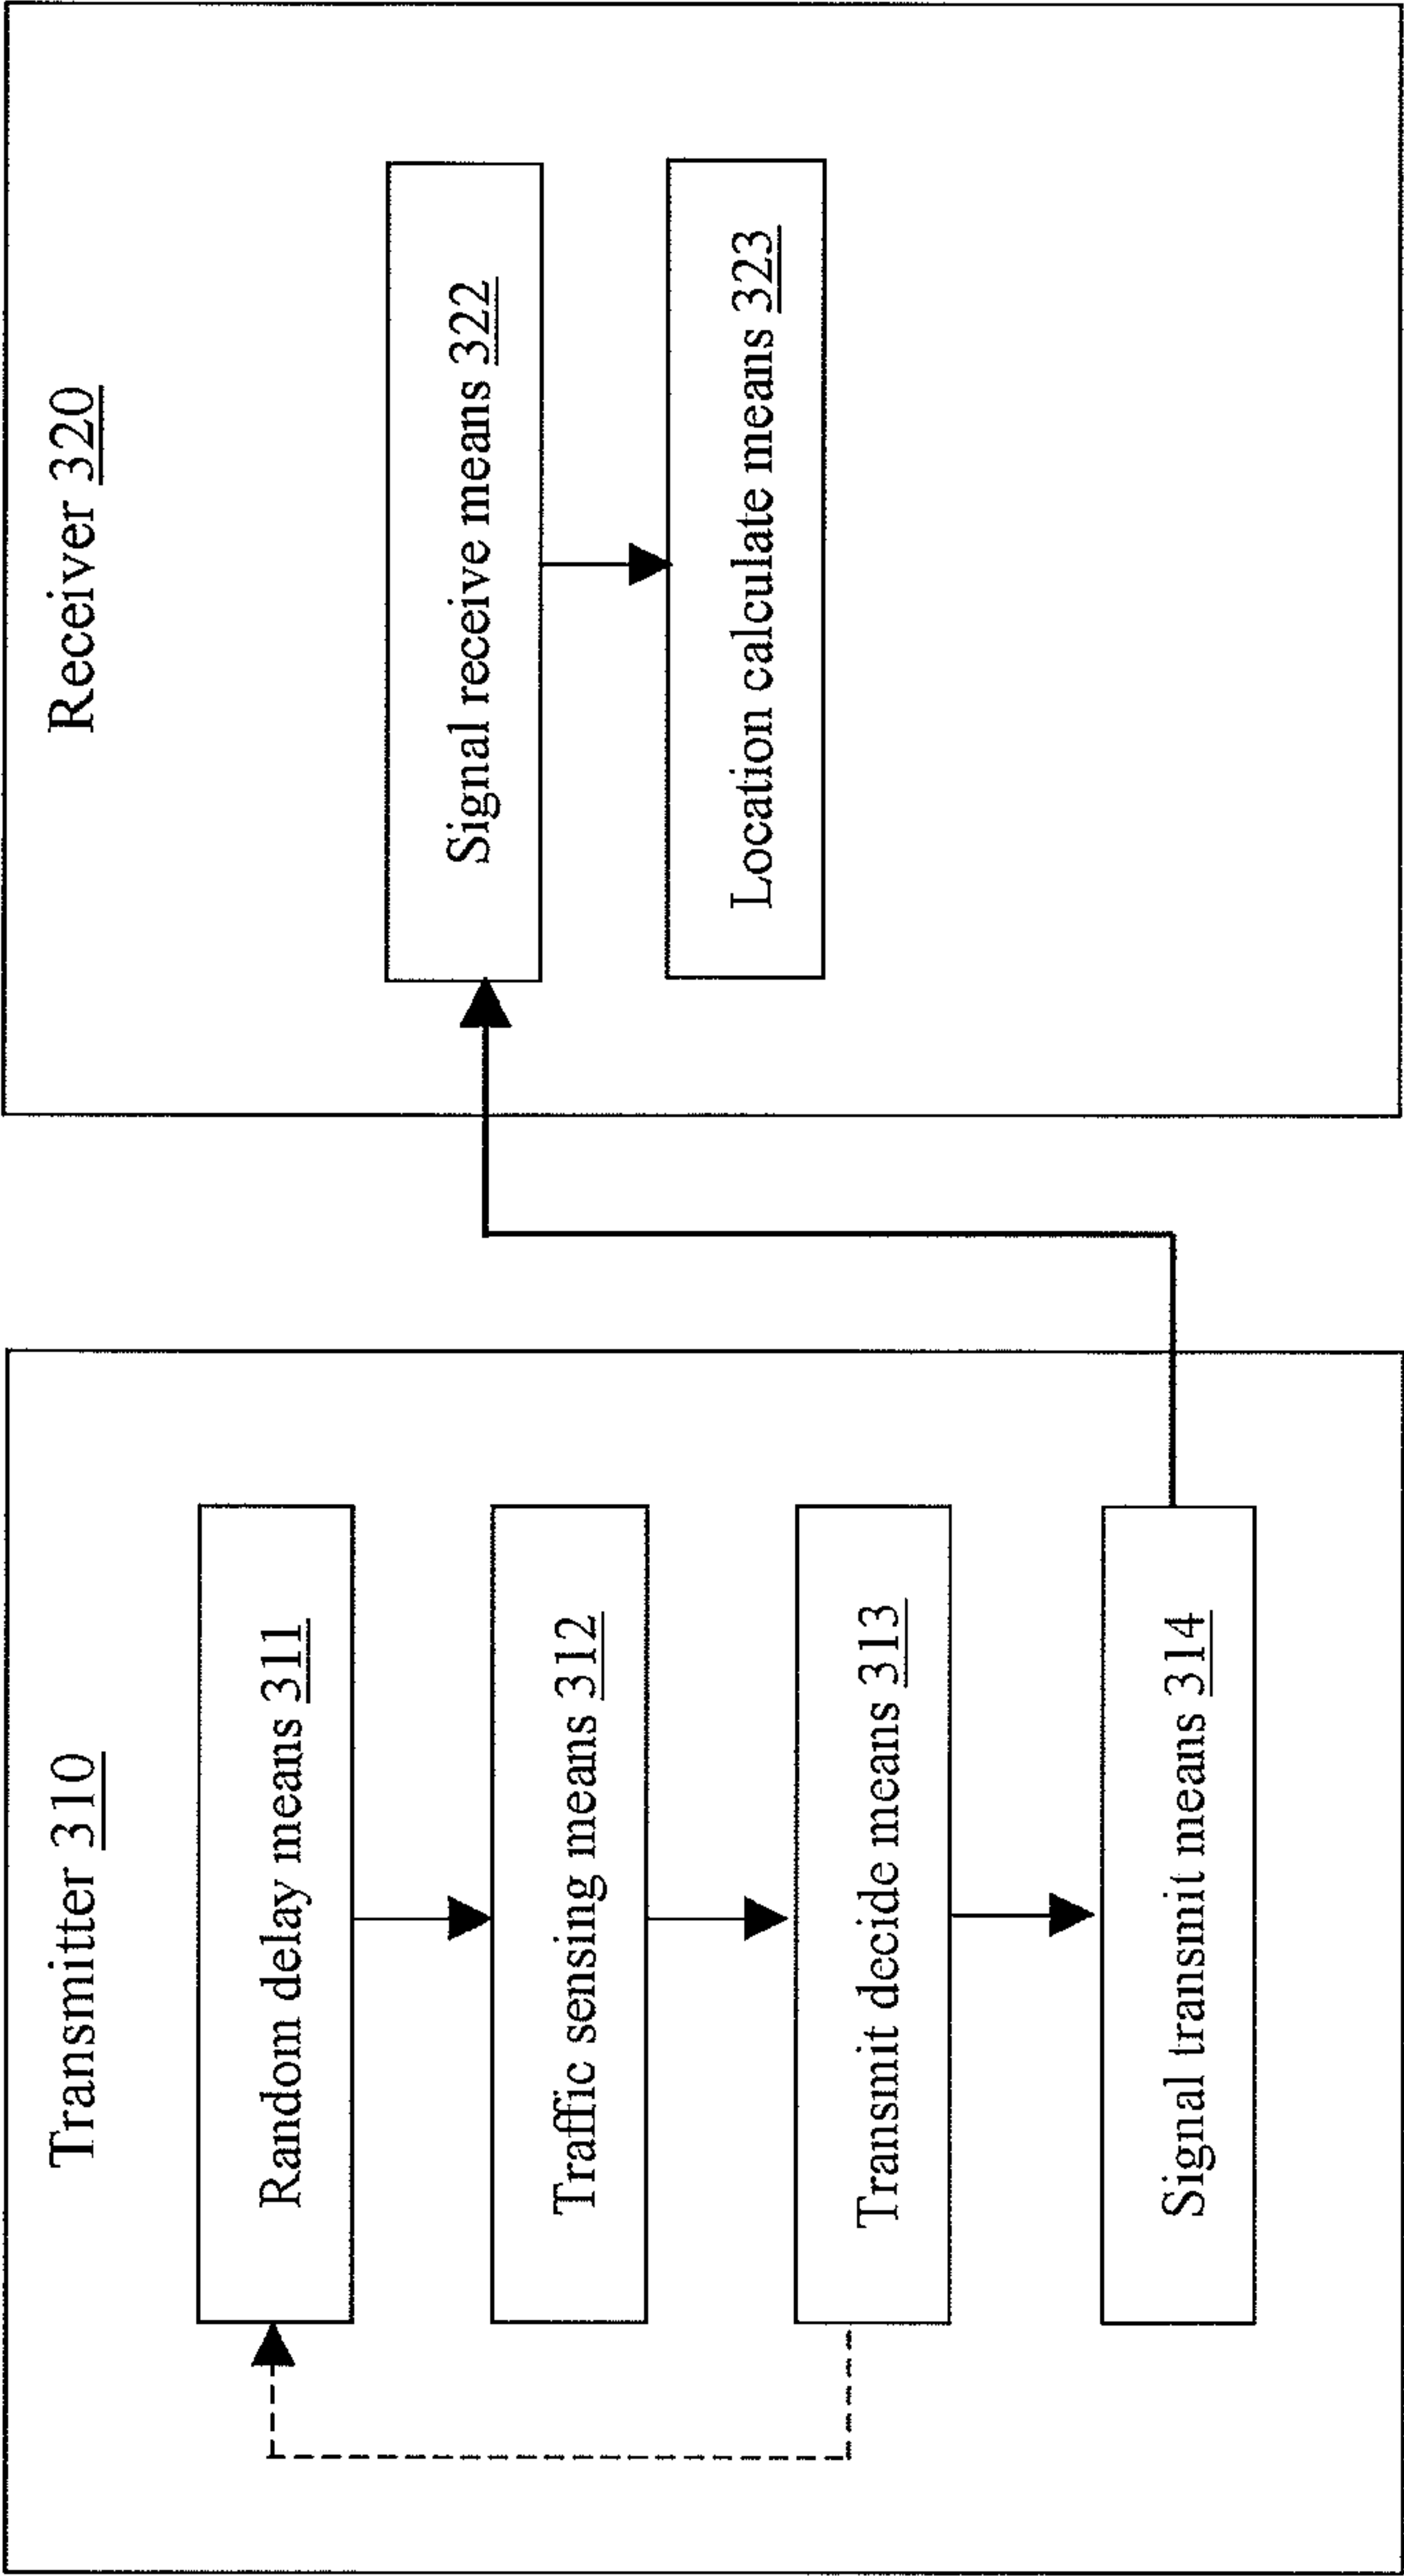 Transmitter 310
Random delay means 311
Traffic sensing means 312
Transmit decide means 313
Signal transmit means 314
Receiver 320
Signal receive means 322
Location calculate means 323